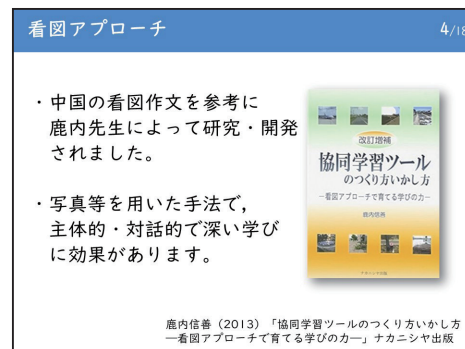 看図アプローチ
4/18
・中国の看図作文を参考に
鹿内先生によって研究・開発
されました。
・写真等を用いた手法で，
主体的・対話的で深い学び
に効果があります。
改訂増補
協同学習ツール
のつくり方いかし方
−看図アプローチで育てる学びの力−
鹿内信善
ナカニシヤ出版
鹿内信善（2013）「協同学習ツールのつくり方いかし方
―看図アプローチで育てる学びの力―」ナカニシヤ出版